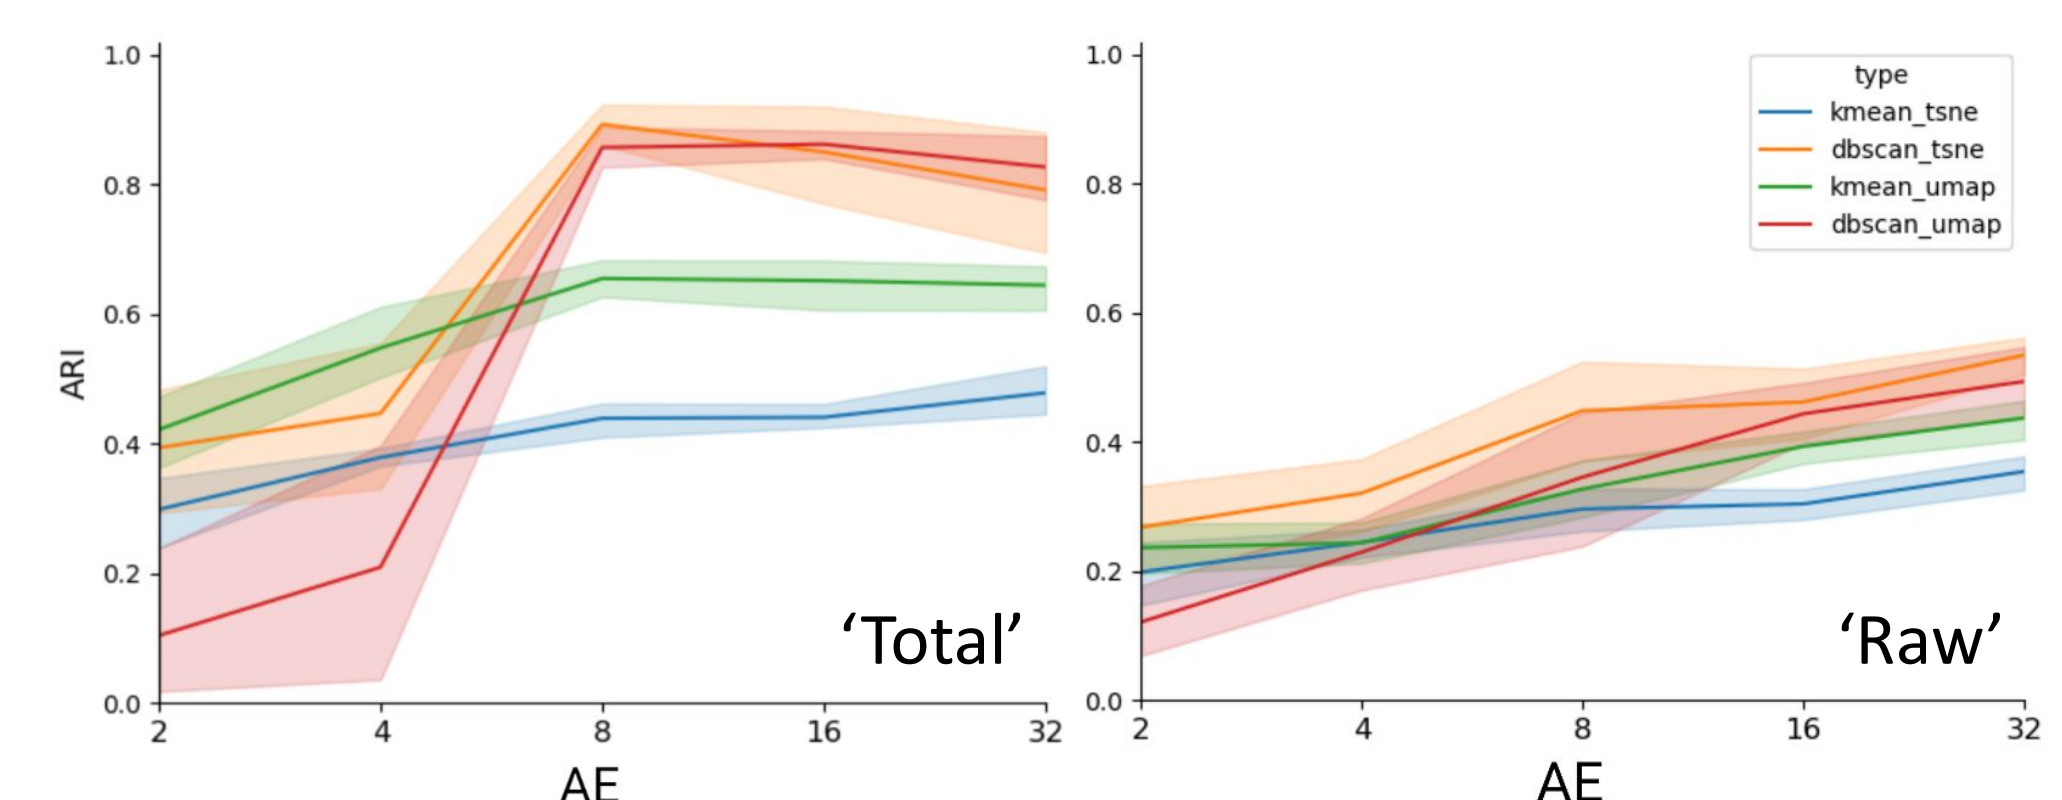 1.0
0.8
0.6
0.4
0.2
0.0
ARI
2 4 8 16 32
AE
‘Total’
1.0
0.8
0.6
0.4
0.2
0.0
2 4 8 16 32
AE
‘Raw’
type
kmean_tsne
dbscan_tsne
kmean_umap
dbscan_umap